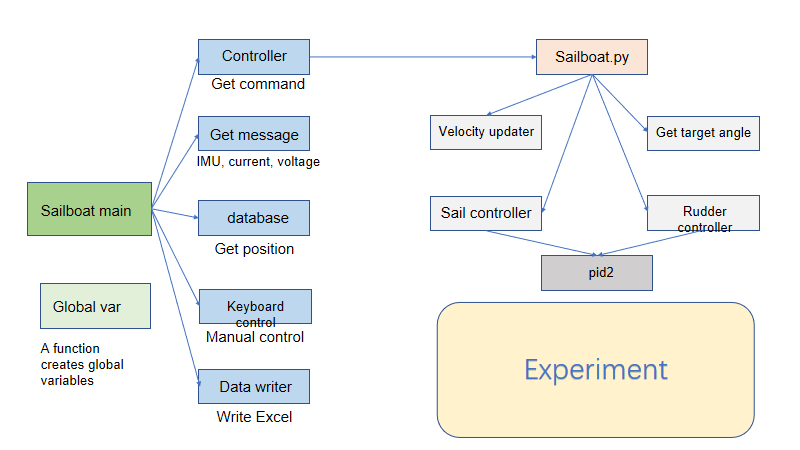 Controller
Get command
Sailboat.py
Get message
IMU, current, voltage
Velocity updater
Get target angle
Sailboat main
database
Get position
Sail controller
Rudder
controller
pid2
Global var
A function
creates global
variables
Keyboard
control
Manual control
Data writer
Write Excel
Experiment